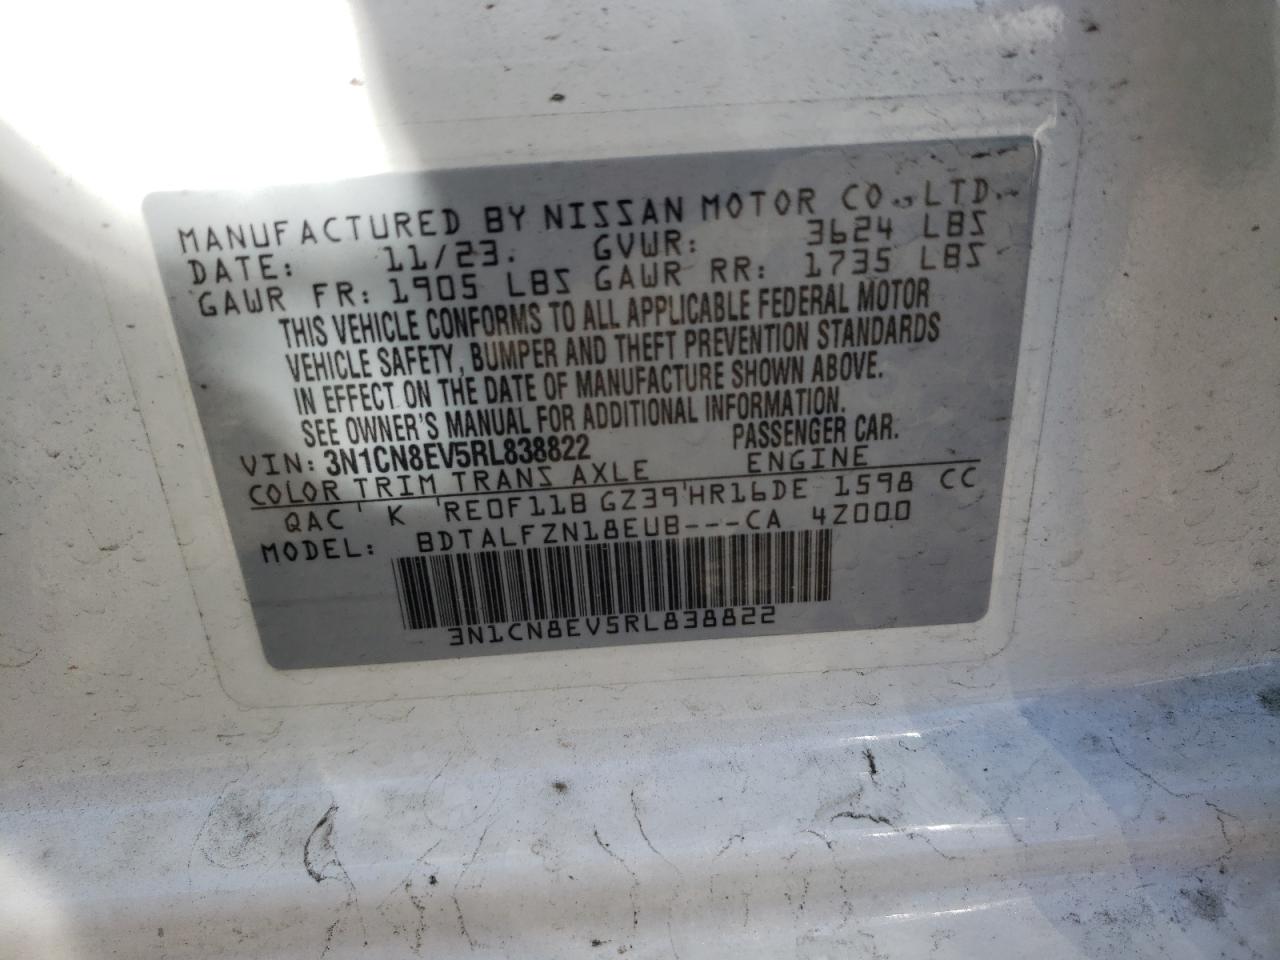 MANUFACTURED BY NISSAN MOTOR CO.,LTD.
DATE: 11/23. GVWR: 3624 LBS
GAWR FR: 1905 LBS GAWR RR: 1735 LBS
THIS VEHICLE CONFORMS TO ALL APPLICABLE FEDERAL MOTOR
VEHICLE SAFETY, BUMPER AND THEFT PREVENTION STANDARDS
IN EFFECT ON THE DATE OF MANUFACTURE SHOWN ABOVE.
SEE OWNER'S MANUAL FOR ADDITIONAL INFORMATION.
VIN: 3N1CN8EV5RL838822 PASSENGER CAR.
COLOR TRIM TRANS AXLE ENGINE
QAC ' K ' RE0F11B GZ39'HR16DE 1598 CC
MODEL: BDTALFZN18EUB---CA 4Z000
3N1CN8EV5RL838822